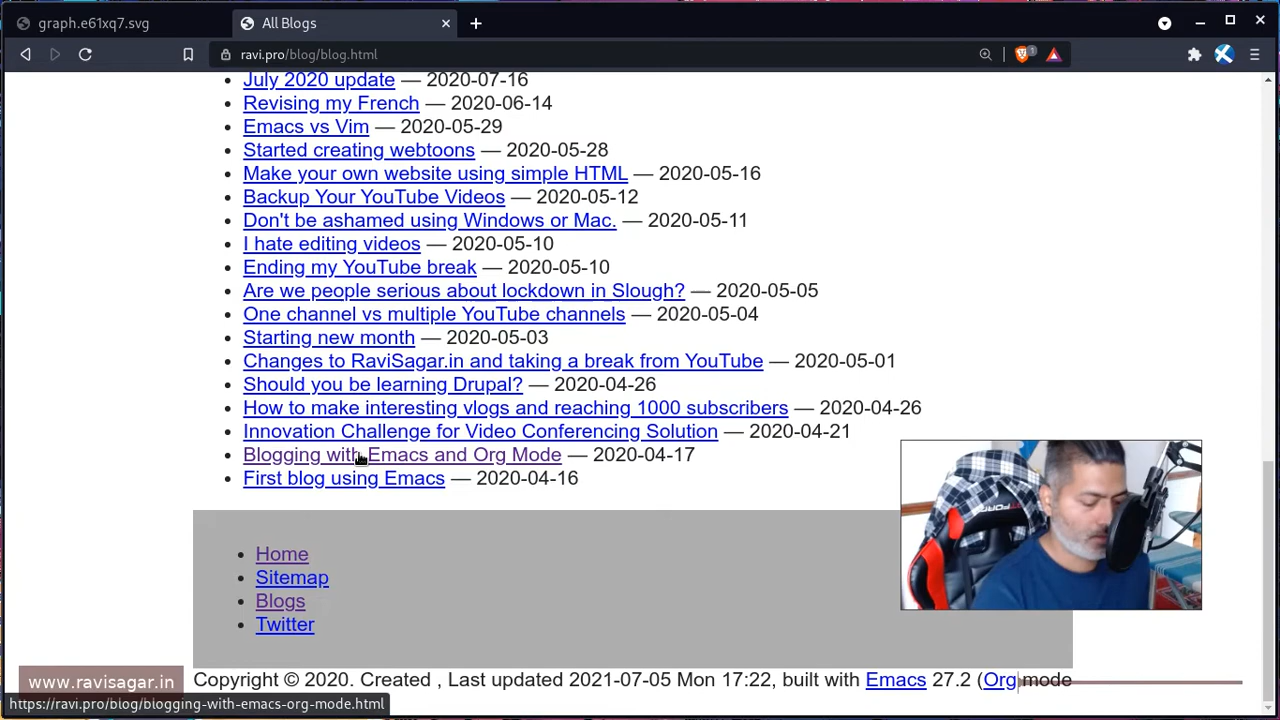 graph.e61xq7.svg
All Blogs
ravi.pro/blog/blog.html
1
July 2020 update — 2020-07-16
Revising my French — 2020-06-14
Emacs vs Vim — 2020-05-29
Started creating webtoons — 2020-05-28
Make your own website using simple HTML — 2020-05-16
Backup Your YouTube Videos — 2020-05-12
Don't be ashamed using Windows or Mac. — 2020-05-11
I hate editing videos — 2020-05-10
Ending my YouTube break — 2020-05-10
Are we people serious about lockdown in Slough? — 2020-05-05
One channel vs multiple YouTube channels — 2020-05-04
Starting new month — 2020-05-03
Changes to RaviSagar.in and taking a break from YouTube — 2020-05-01
Should you be learning Drupal? — 2020-04-26
How to make interesting vlogs and reaching 1000 subscribers — 2020-04-26
Innovation Challenge for Video Conferencing Solution — 2020-04-21
Blogging with Emacs and Org Mode — 2020-04-17
First blog using Emacs — 2020-04-16
Home
Sitemap
Blogs
Twitter
Copyright © 2020. Created , Last updated 2021-07-05 Mon 17:22, built with Emacs 27.2 (Org mode
www.ravisagar.in
https://ravi.pro/blog/blogging-with-emacs-org-mode.html